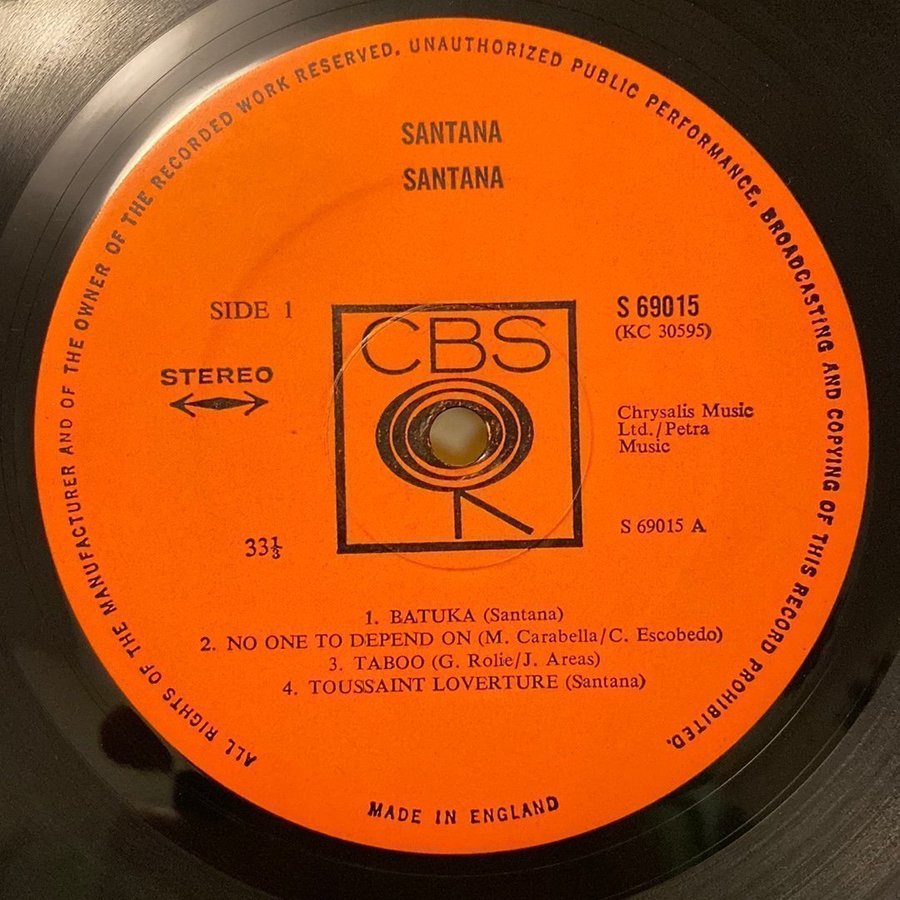 ALL RIGHTS OF THE MANUFACTURER AND OF THE OWNER OF THE RECORDED WORK RESERVED. UNAUTHORIZED PUBLIC PERFORMANCE, BROADCASTING AND COPYING OF THIS RECORD PROHIBITED.
SANTANA
SANTANA
SIDE 1
S 69015
(KC 30595)
CBS
STEREO
Chrysalis Music
Ltd./Petra
Music
33⅓
S 69015 A
1. BATUKA (Santana)
2. NO ONE TO DEPEND ON (M. Carabella/C. Escobedo)
3. TABOO (G. Rolie/J. Areas)
4. TOUSSAINT LOVERTURE (Santana)
MADE IN ENGLAND